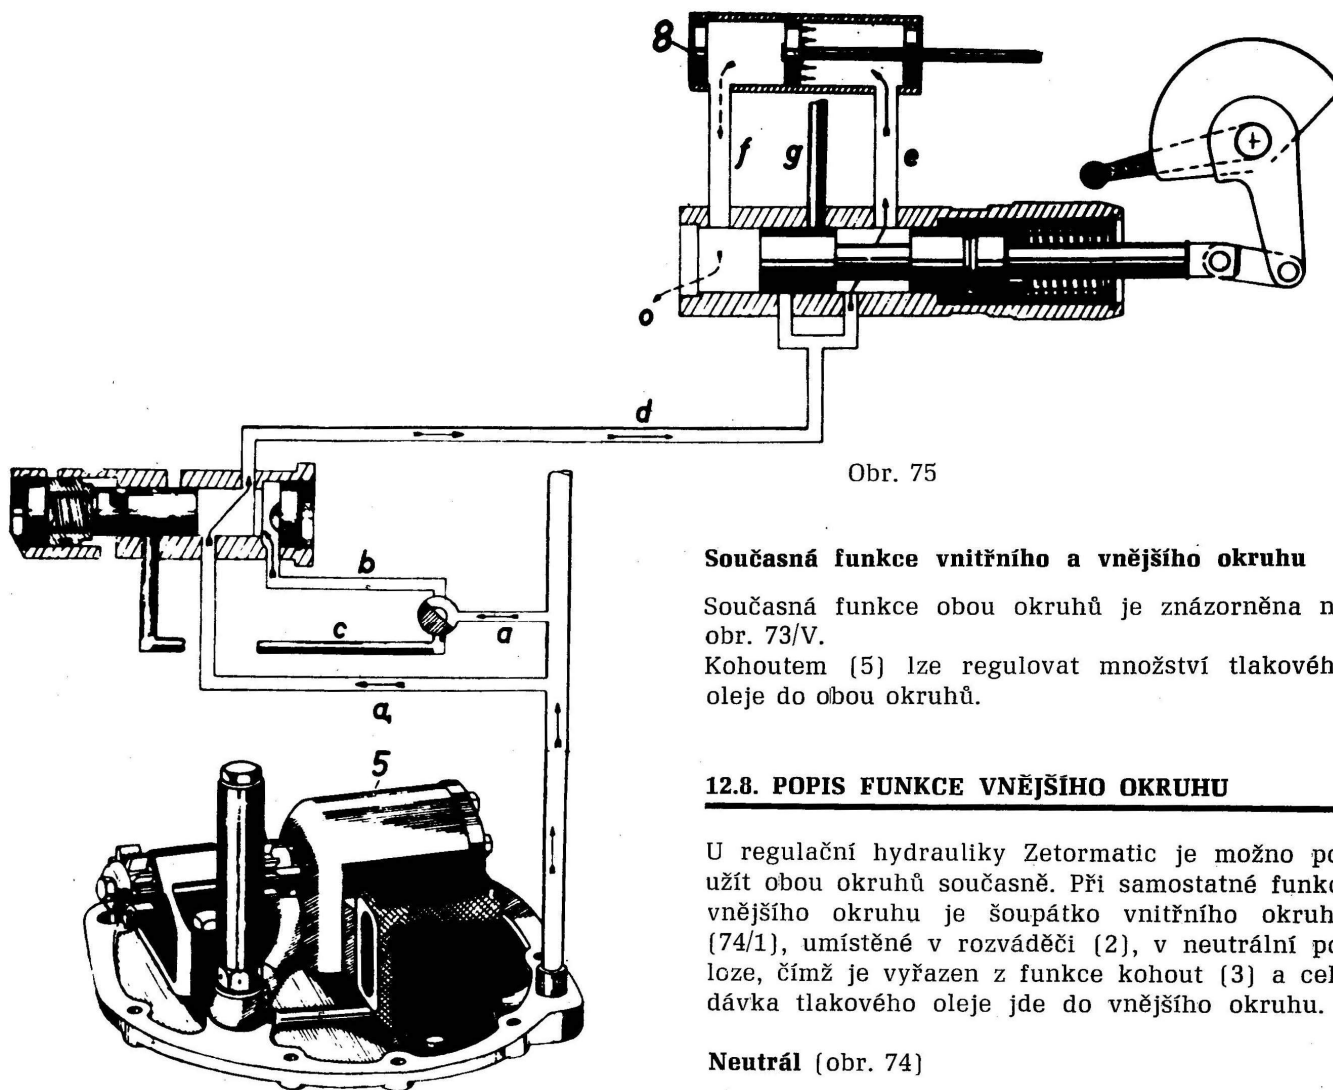 8
f
g
e
o
d
Obr. 75
b
c
a
a₁
5
Současná funkce vnitřního a vnějšího okruhu
Současná funkce obou okruhů je znázorněna n
obr. 73/V.
Kohoutem (5) lze regulovat množství tlakovéh
oleje do obou okruhů.
12.8. POPIS FUNKCE VNĚJŠÍHO OKRUHU
U regulační hydrauliky Zetormatic je možno po
užít obou okruhů současně. Při samostatné funkc
vnějšího okruhu je šoupátko vnitřního okruh
(74/1), umístěné v rozváděči (2), v neutrální po
loze, čímž je vyřazen z funkce kohout (3) a cel
dávka tlakového oleje jde do vnějšího okruhu.
Neutrál (obr. 74)